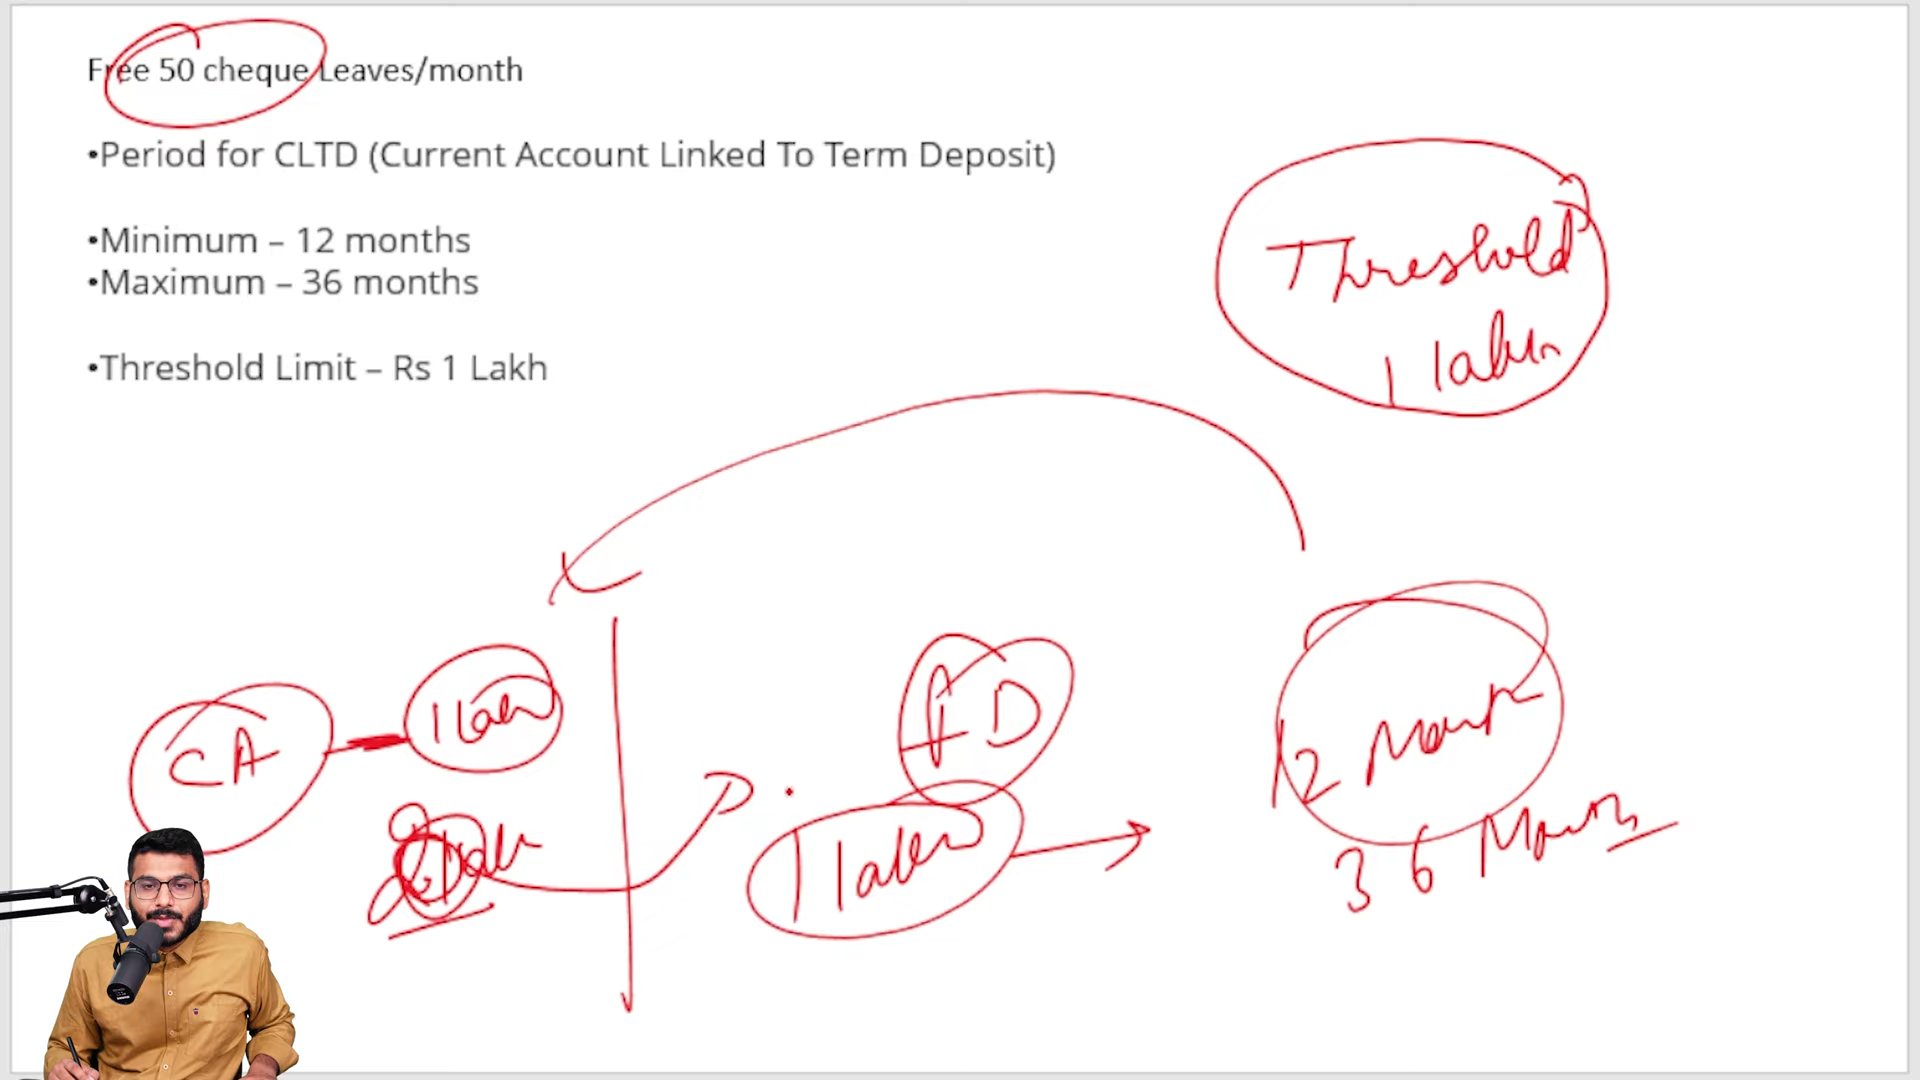 Free 50 cheque Leaves/month
•Period for CLTD (Current Account Linked To Term Deposit)
•Minimum – 12 months
•Maximum – 36 months
•Threshold Limit – Rs 1 Lakh
Threshold
1 lakh
CA
1 lakh
FD
1 lakh
12 Month
36 Months